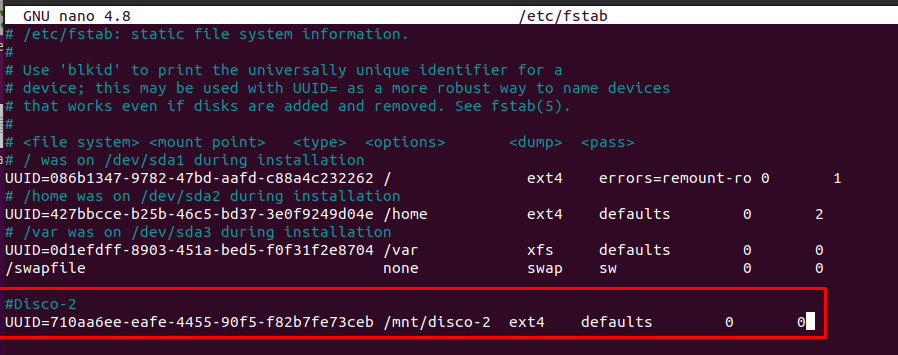 GNU nano 4.8 /etc/fstab
# /etc/fstab: static file system information.
#
# Use 'blkid' to print the universally unique identifier for a
# device; this may be used with UUID= as a more robust way to name devices
# that works even if disks are added and removed. See fstab(5).
#
# <file system> <mount point> <type> <options> <dump> <pass>
# / was on /dev/sda1 during installation
UUID=086b1347-9782-47bd-aafd-c88a4c232262 / ext4 errors=remount-ro 0 1
# /home was on /dev/sda2 during installation
UUID=427bbcce-b25b-46c5-bd37-3e0f9249d04e /home ext4 defaults 0 2
# /var was on /dev/sda3 during installation
UUID=0d1efdff-8903-451a-bed5-f0f31f2e8704 /var xfs defaults 0 0
/swapfile none swap sw 0 0
#Disco-2
UUID=710aa6ee-eafe-4455-90f5-f82b7fe73ceb /mnt/disco-2 ext4 defaults 0 0